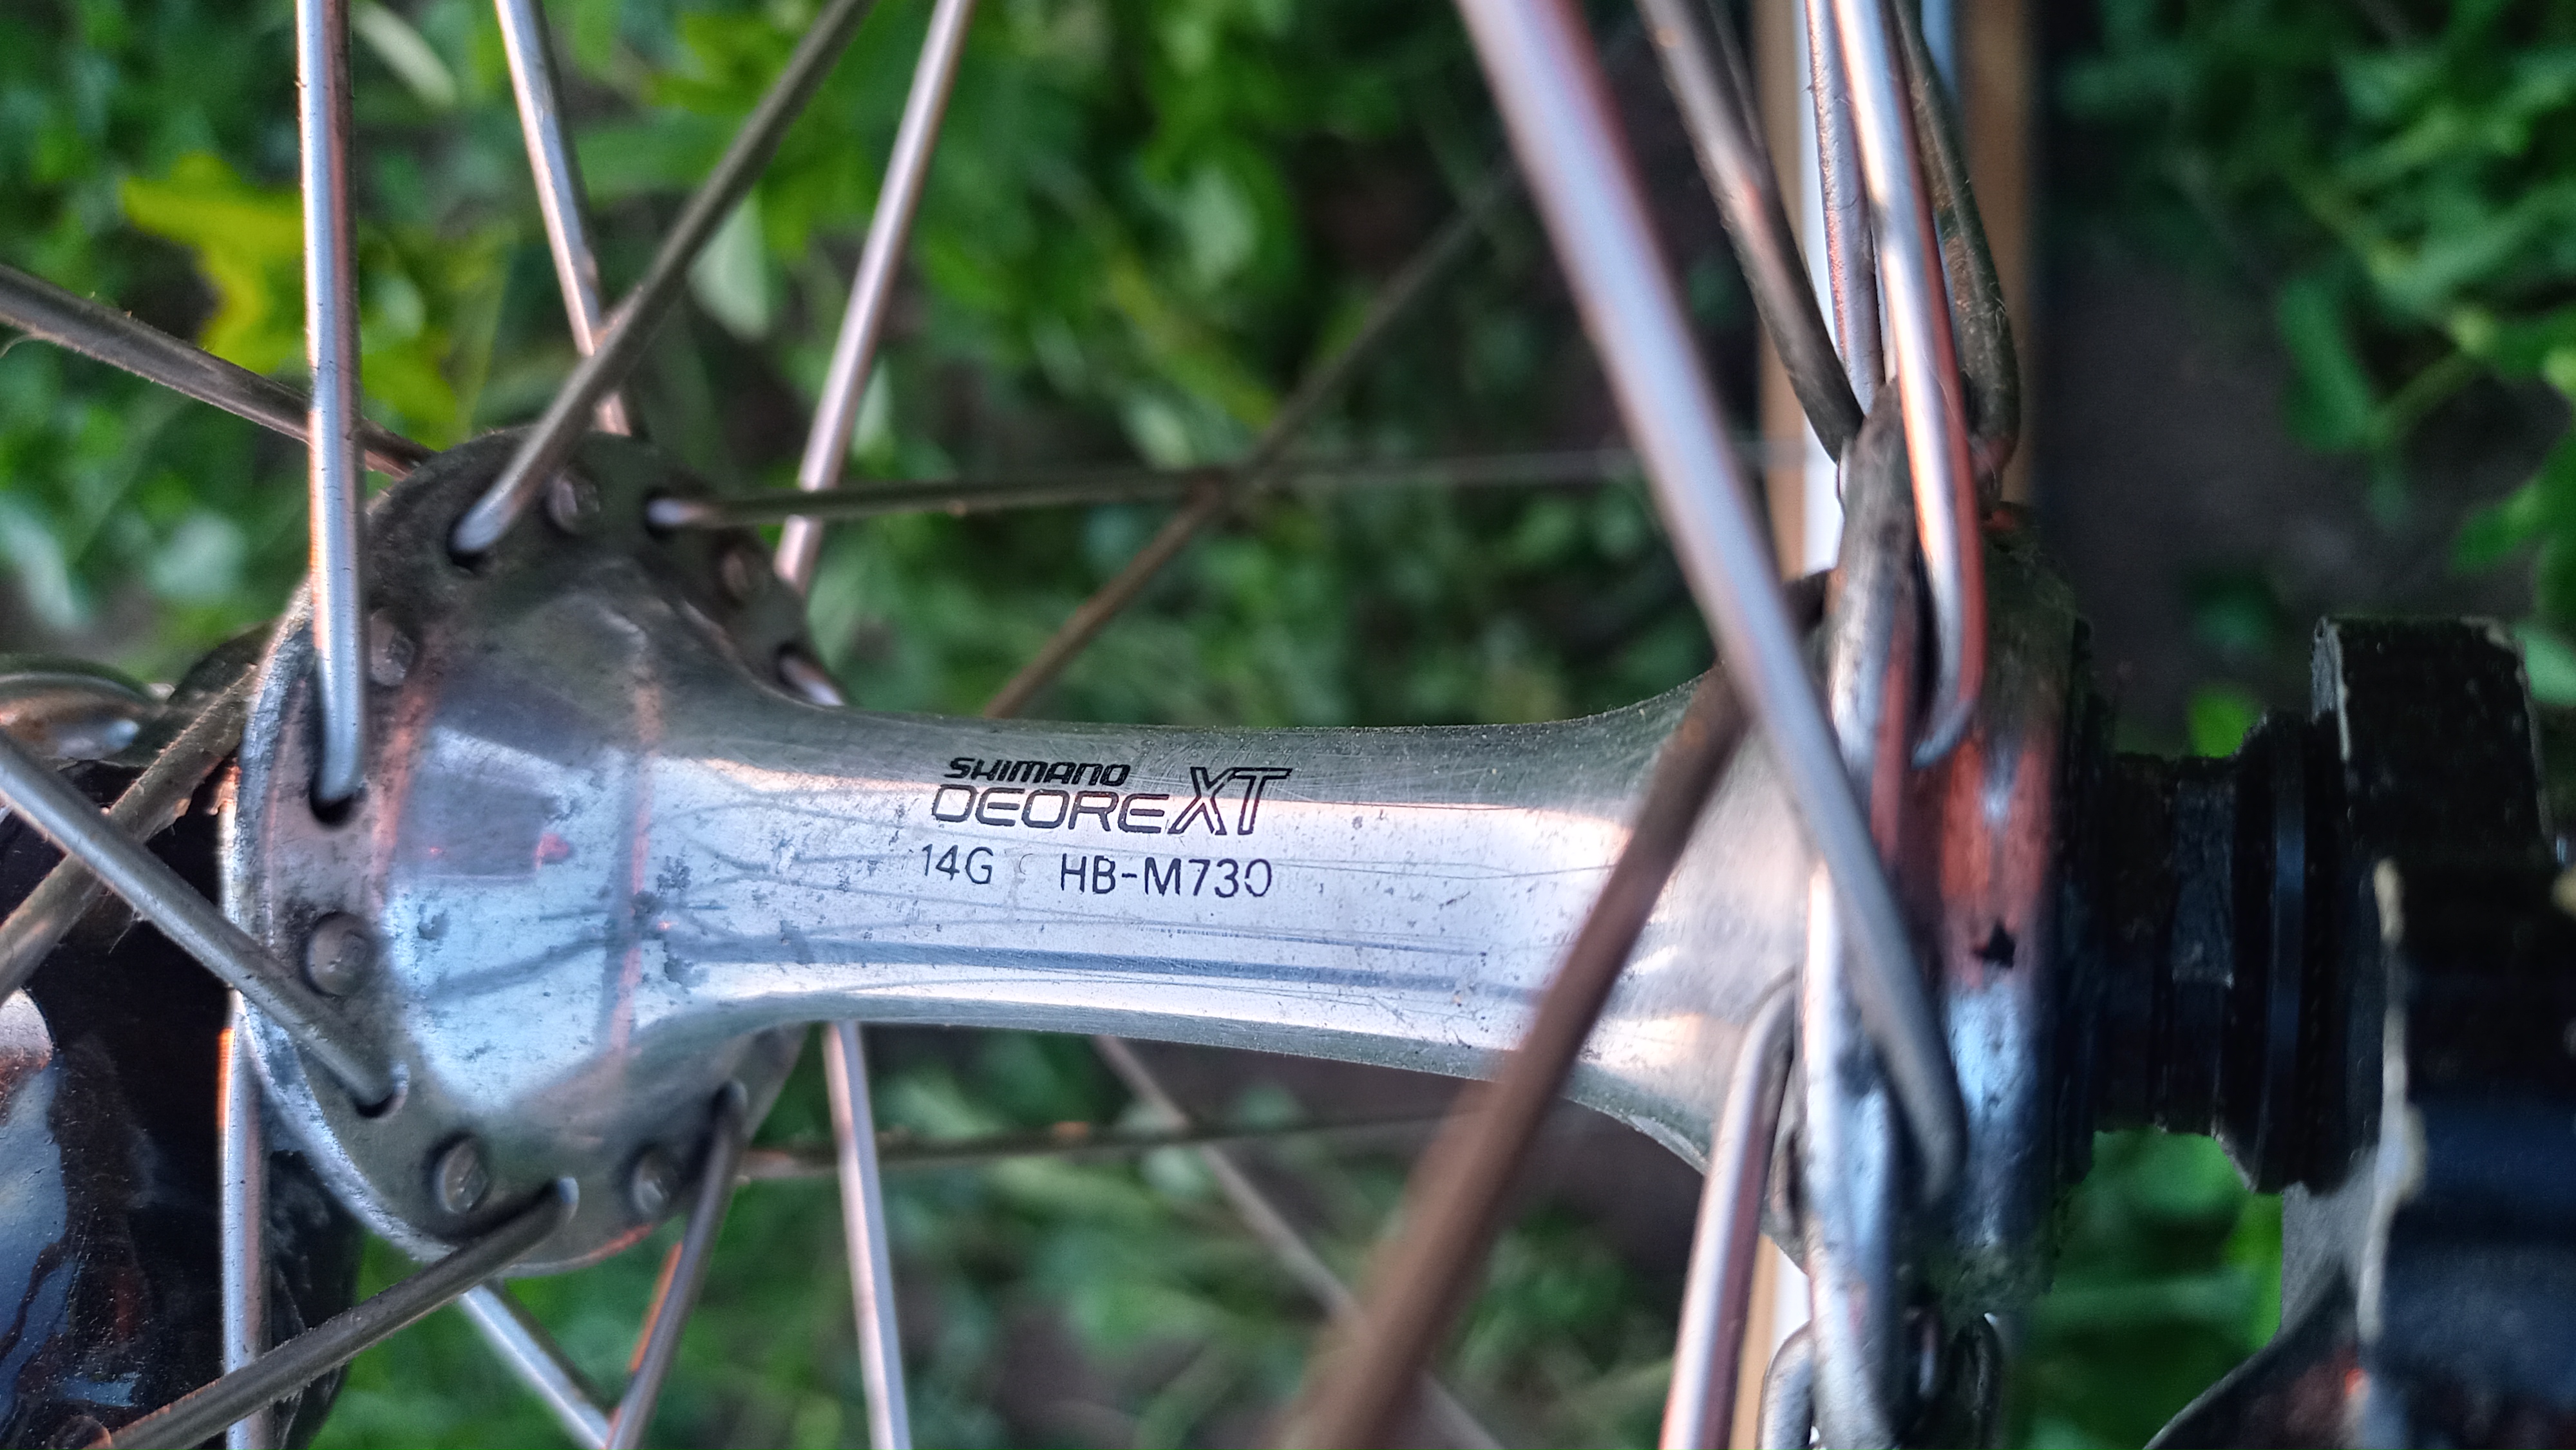 SHIMANO
DEORE XT
14G HB-M730